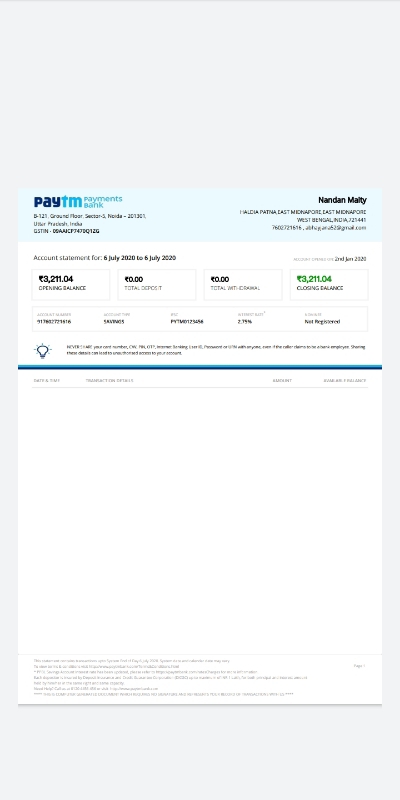 paytm Payments Bank
B-121, Ground Floor, Sector-5, Noida – 201301,
Uttar Pradesh, India
GSTIN - 09AAICP7470Q1ZG
Nandan Maity
HALDIA PATNA,EAST MIDNAPORE,EAST MIDNAPORE
WEST BENGAL,INDIA,721441
7602721616 , abhayjana52@gmail.com
Account statement for: 6 July 2020 to 6 July 2020
ACCOUNT OPENED ON 2nd Jan 2020
₹3,211.04
OPENING BALANCE
₹0.00
TOTAL DEPOSIT
₹0.00
TOTAL WITHDRAWAL
₹3,211.04
CLOSING BALANCE
ACCOUNT NUMBER
917602721616
ACCOUNT TYPE
SAVINGS
IFSC
PYTM0123456
INTEREST RATE*
2.75%
Not Registered
NEVER SHARE your card number, CVV, PIN, OTP, Internet Banking User ID, Password or UPIN with anyone, even if the caller claims to be a bank employee. Sharing
these details can lead to unauthorised access to your account.
DATE & TIME TRANSACTION DETAILS AMOUNT AVAILABLE BALANCE
Page 1